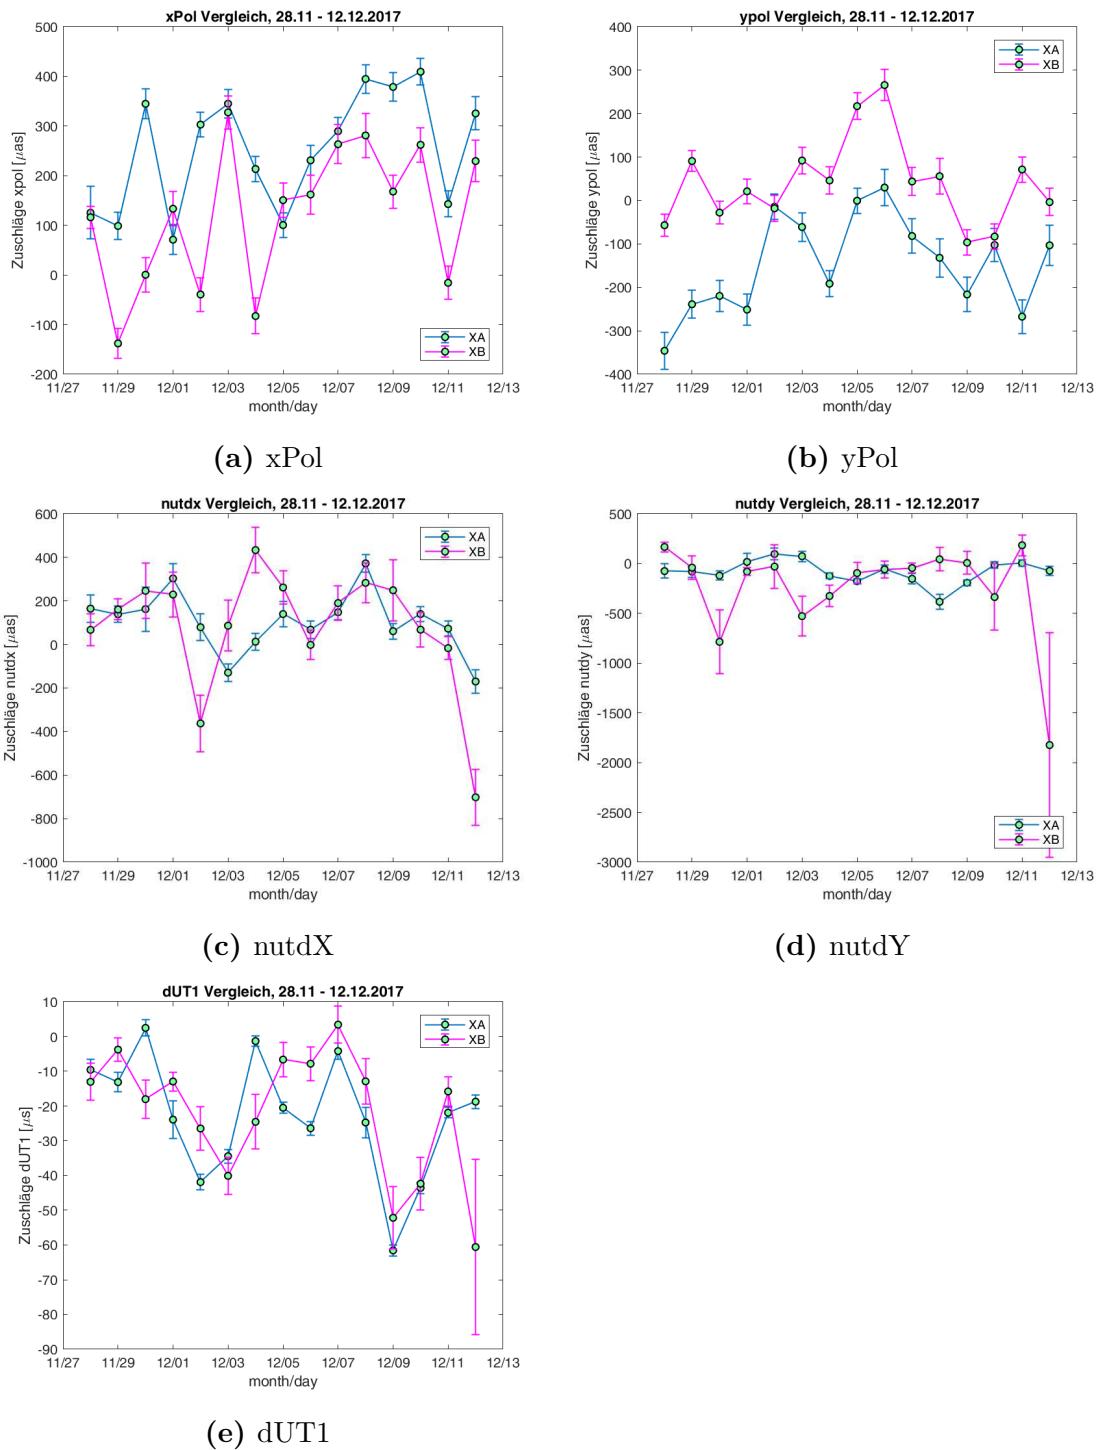 xPol Vergleich, 28.11 - 12.12.2017
500
400
300
200
100
0
-100
-200
Zuschläge xpol [μas]
XA
XB
11/27 11/29 12/01 12/03 12/05 12/07 12/09 12/11 12/13
month/day
(a) xPol
ypol Vergleich, 28.11 - 12.12.2017
400
300
200
100
0
-100
-200
-300
-400
Zuschläge ypol [μas]
XA
XB
11/27 11/29 12/01 12/03 12/05 12/07 12/09 12/11 12/13
month/day
(b) yPol
nutdx Vergleich, 28.11 - 12.12.2017
600
400
200
0
-200
-400
-600
-800
-1000
Zuschläge nutdx [μas]
XA
XB
11/27 11/29 12/01 12/03 12/05 12/07 12/09 12/11 12/13
month/day
(c) nutdX
nutdy Vergleich, 28.11 - 12.12.2017
500
0
-500
-1000
-1500
-2000
-2500
-3000
Zuschläge nutdy [μas]
XA
XB
11/27 11/29 12/01 12/03 12/05 12/07 12/09 12/11 12/13
month/day
(d) nutdY
dUT1 Vergleich, 28.11 - 12.12.2017
10
0
-10
-20
-30
-40
-50
-60
-70
-80
-90
Zuschläge dUT1 [μs]
XA
XB
11/27 11/29 12/01 12/03 12/05 12/07 12/09 12/11 12/13
month/day
(e) dUT1